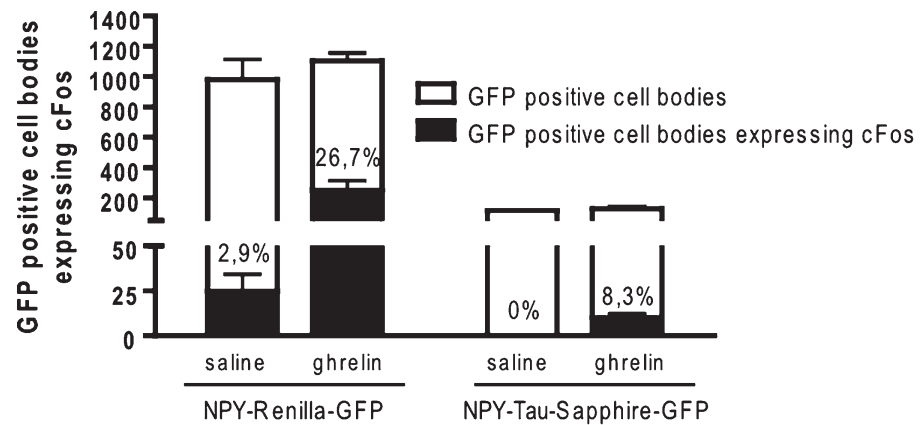 GFP positive cell bodies
expressing cFos
1400
1200
1000
800
600
400
200
50
25
0
GFP positive cell bodies
GFP positive cell bodies expressing cFos
26,7%
2,9%
0%
8,3%
saline ghrelin saline ghrelin
NPY-Renilla-GFP NPY-Tau-Sapphire-GFP